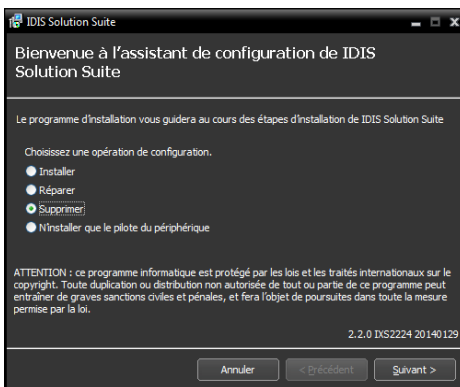 IDIS Solution Suite
Bienvenue à l'assistant de configuration de IDIS
Solution Suite
Le programme d'installation vous guidera au cours des étapes d'installation de IDIS Solution Suite
Choisissez une opération de configuration.
Installer
Réparer
Supprimer
N'installer que le pilote du périphérique
ATTENTION : ce programme informatique est protégé par les lois et les traités internationaux sur le
copyright. Toute duplication ou distribution non autorisée de tout ou partie de ce programme peut
entraîner de graves sanctions civiles et pénales, et fera l'objet de poursuites dans toute la mesure
permise par la loi.
2.2.0 IXS2224 20140129
Annuler
< Précédent
Suivant >